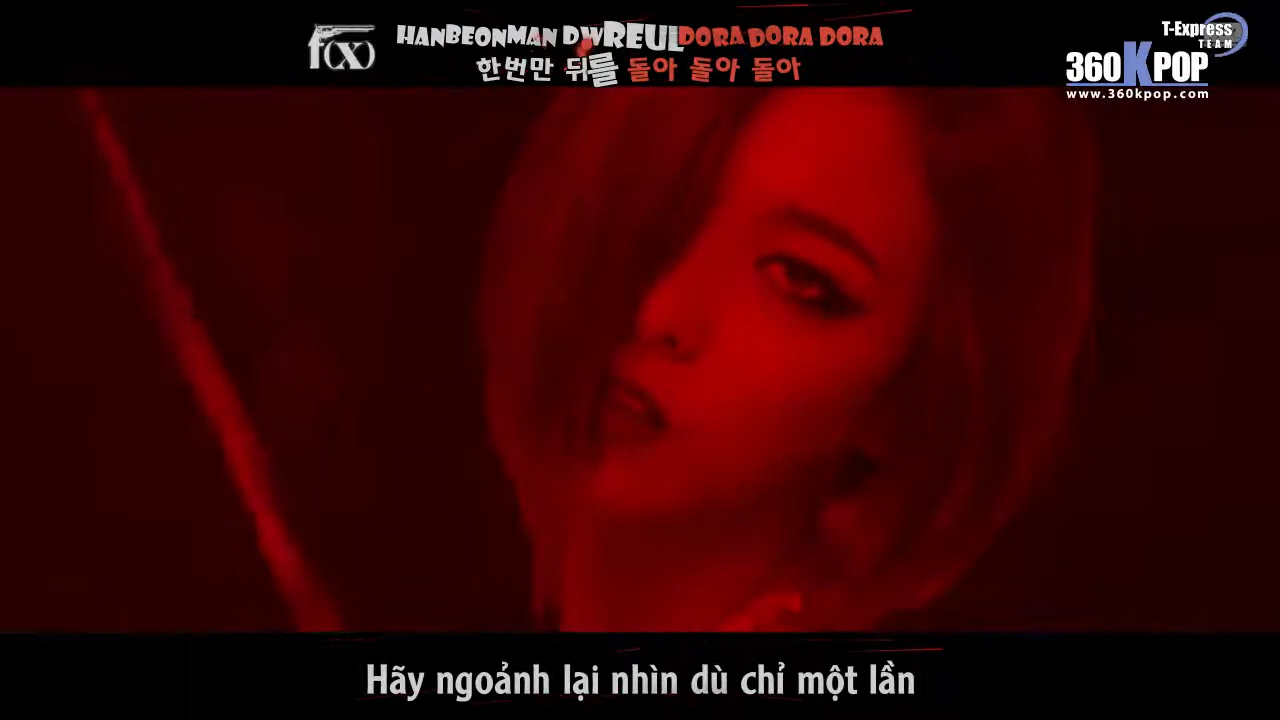 f(x)
HANBEONMAN DWREUL DORA DORA DORA
한번만 뒤를 돌아 돌아 돌아
T-Express
TEAM
360KPOP
www.360kpop.com
Hãy ngoảnh lại nhìn dù chỉ một lần